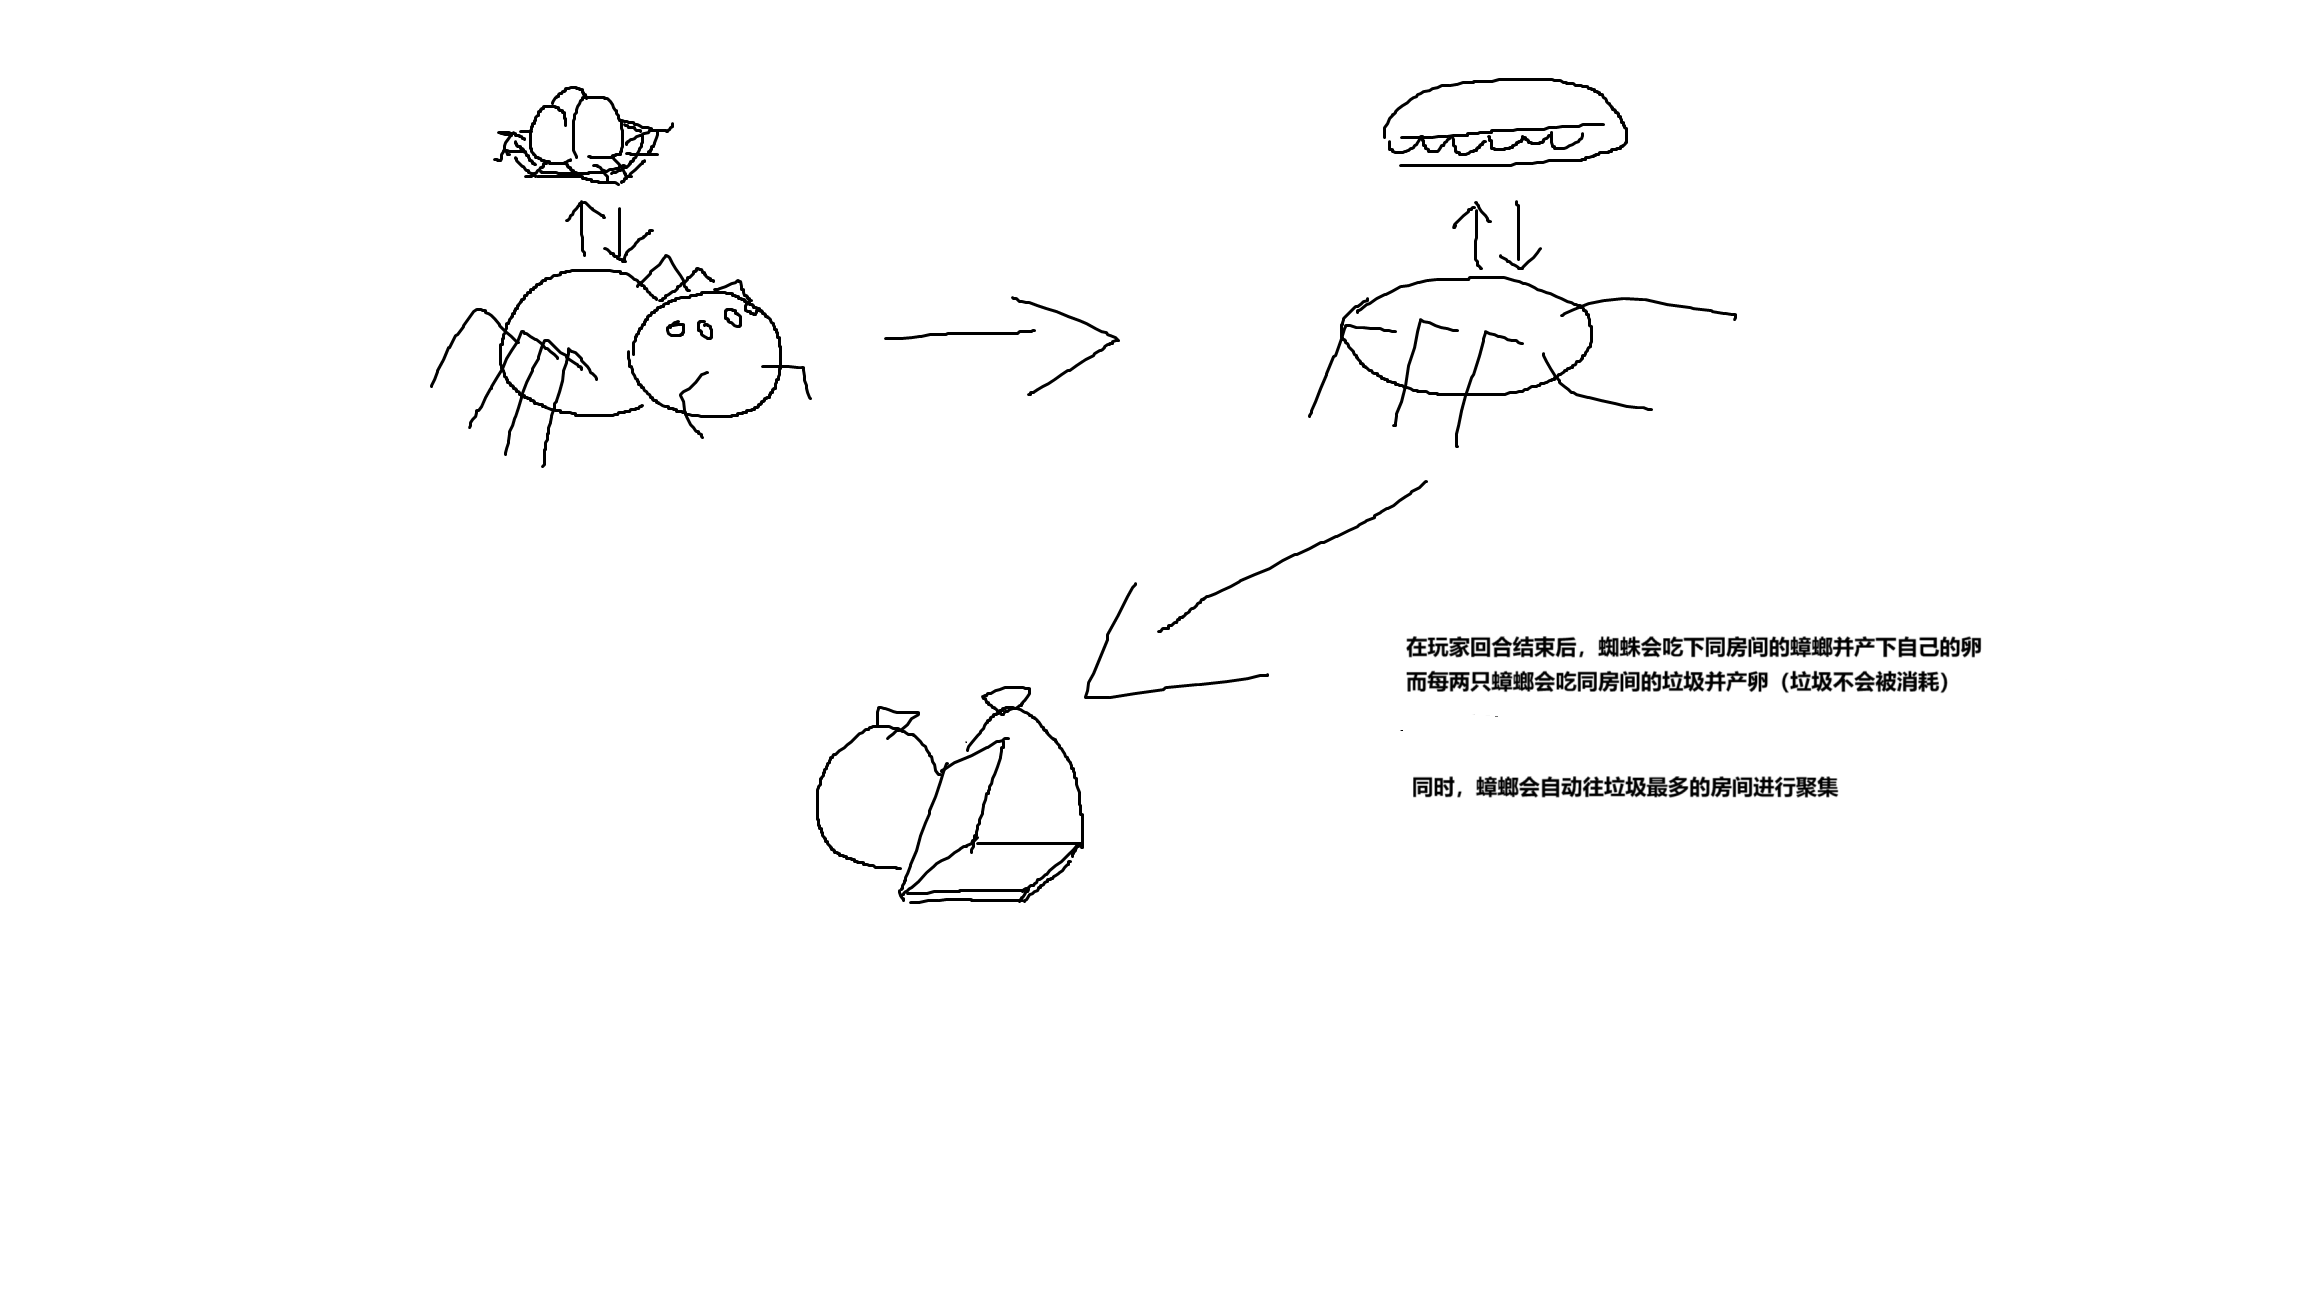 在玩家回合结束后，蜘蛛会吃下同房间的蟑螂并产下自己的卵
而每两只蟑螂会吃同房间的垃圾并产卵（垃圾不会被消耗）
同时，蟑螂会自动往垃圾最多的房间进行聚集